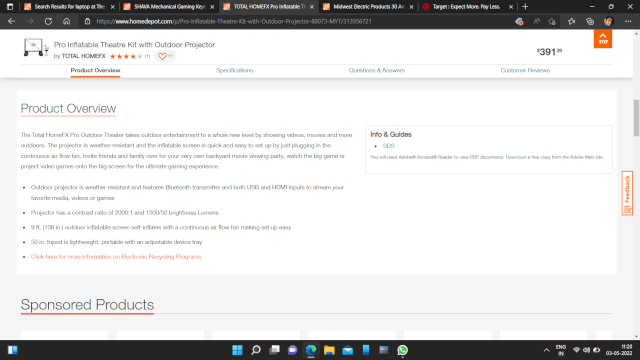 Search Results for laptop at The
SHAVA Mechanical Gaming Keyb
TOTAL HOMEFX Pro Inflatable Th
Midwest Electric Products 30 Am
Target : Expect More. Pay Less.
https://www.homedepot.com/p/Pro-Inflatable-Theatre-Kit-with-Outdoor-Projector-88073-MYT/313956721
Pro Inflatable Theatre Kit with Outdoor Projector
by TOTAL HOMEFX (1) 11
$391.39
TOP
Product Overview
Specifications
Questions & Answers
Customer Reviews
Product Overview
The Total HomeFX Pro Outdoor Theater takes outdoor entertainment to a whole new level by showing videos, movies and more
outdoors. The projector is weather-resistant and the inflatable screen is quick and easy to set up by just plugging in the
continuous air flow fan. Invite friends and family over for your very own backyard movie viewing party, watch the big game or
project video games onto the big screen for the ultimate gaming experience.
• Outdoor projector is weather resistant and features Bluetooth transmitter and both USB and HDMI inputs to stream your
favorite media, videos or games
• Projector has a contrast ratio of 2000:1 and 1500/50 brightness Lumens
• 9 ft. (108 in.) outdoor inflatable screen self-inflates with a continuous air flow fan making set up easy
• 50 in. tripod is lightweight, portable with an adjustable device tray
• Click here for more information on Electronic Recycling Programs
Info & Guides
• SDS
You will need Adobe® Acrobat® Reader to view PDF documents. Download a free copy from the Adobe Web site.
Feedback
Sponsored Products
ENG
IN
11:20
03-05-2022